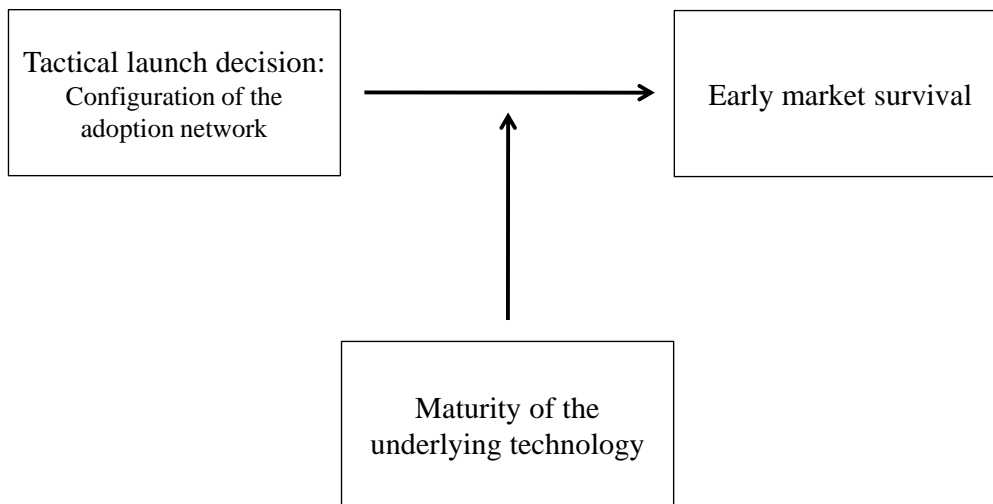 Tactical launch decision:
Configuration of the
adoption network
Early market survival
Maturity of the
underlying technology